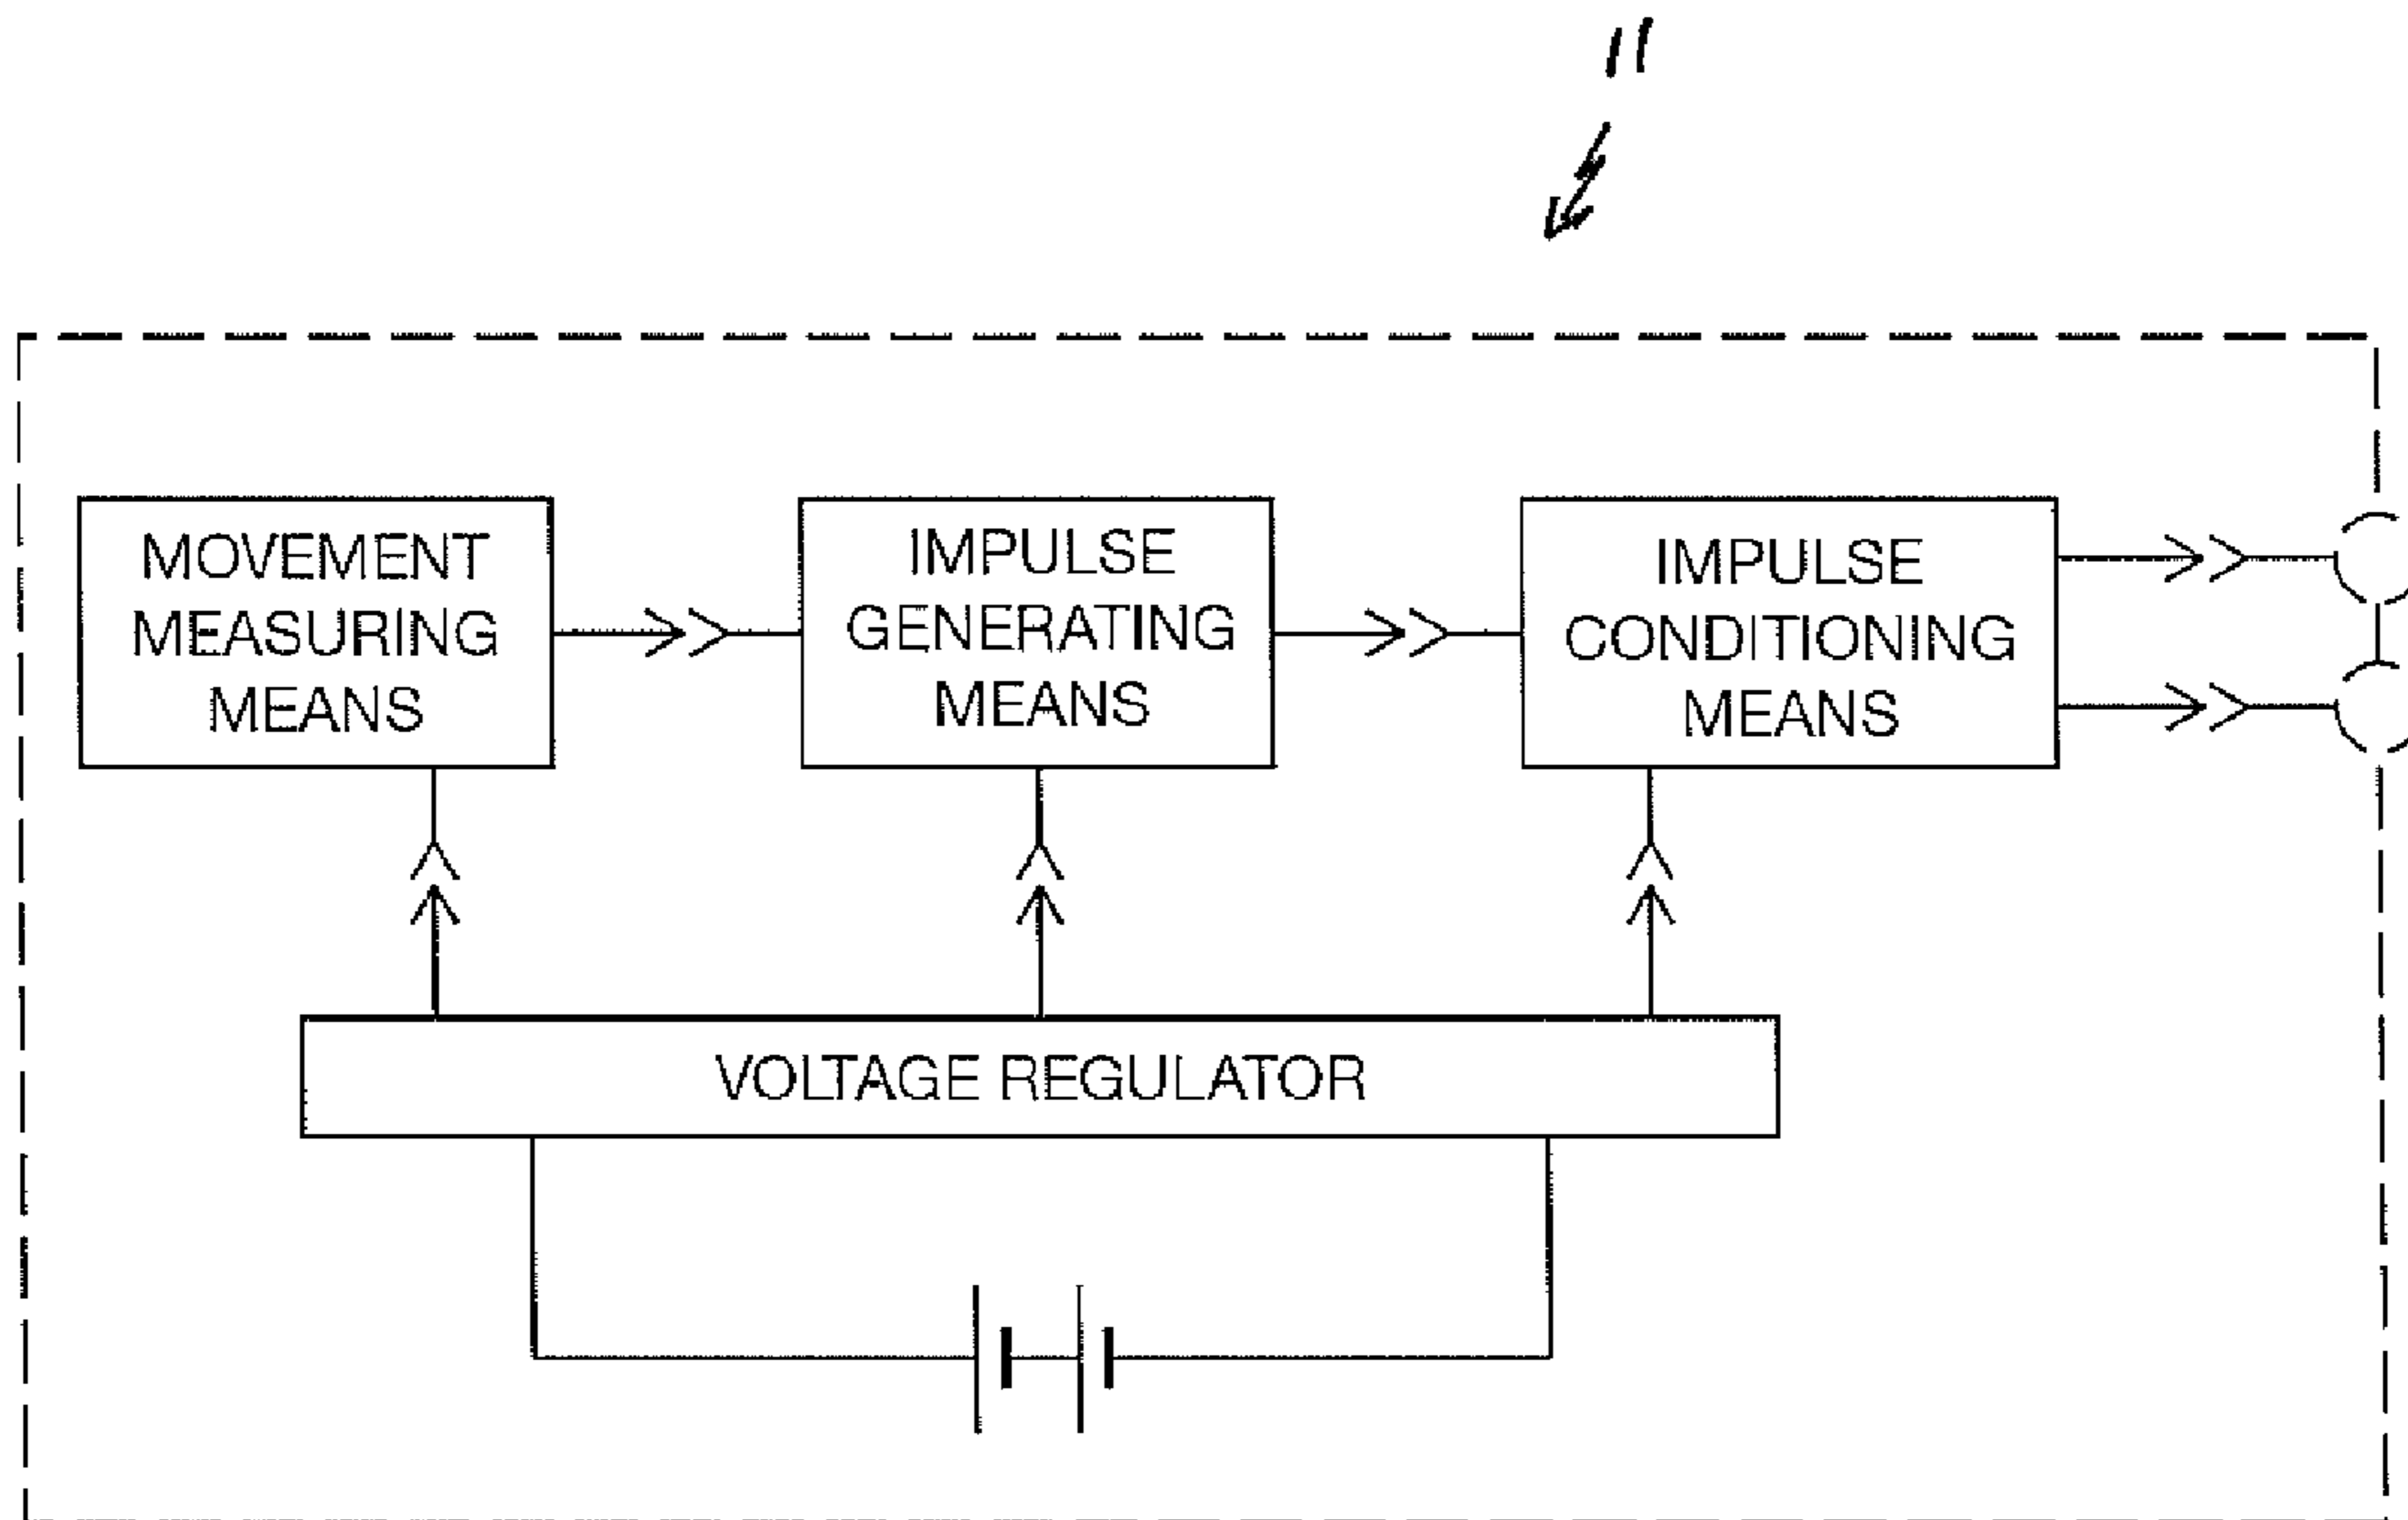 11
MOVEMENT
MEASURING
MEANS
IMPULSE
GENERATING
MEANS
IMPULSE
CONDITIONING
MEANS
VOLTAGE REGULATOR